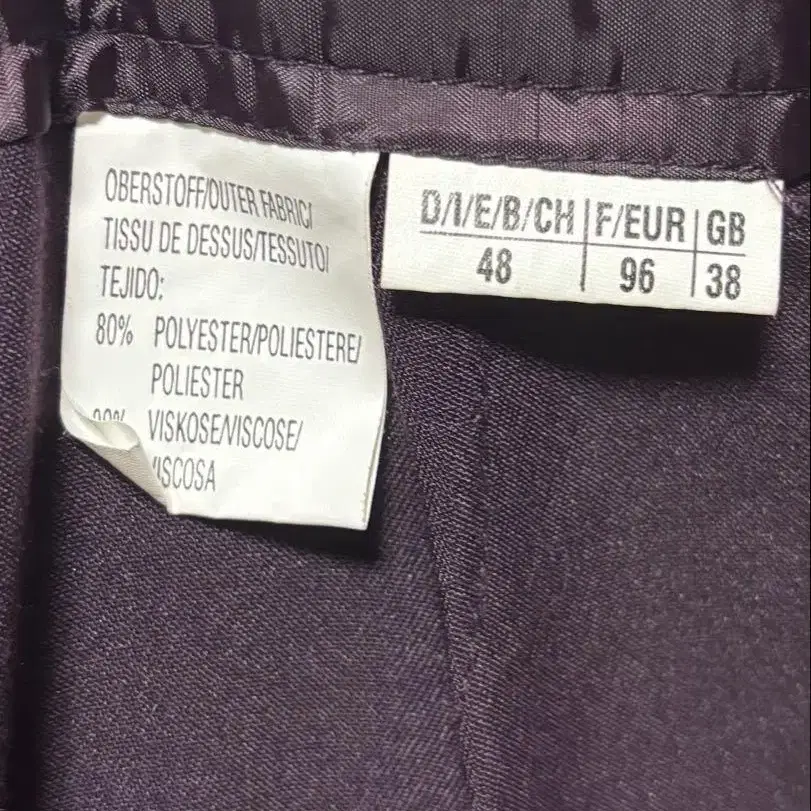 OBERSTOFF/OUTER FABRIC/
TISSU DE DESSUS/TESSUTO/
TEJIDO:
80% POLYESTER/POLIESTERE/
POLIESTER
VISKOSE/VISCOSE/
VISCOSA
D/I/E/B/CH F/EUR GB
48 96 38